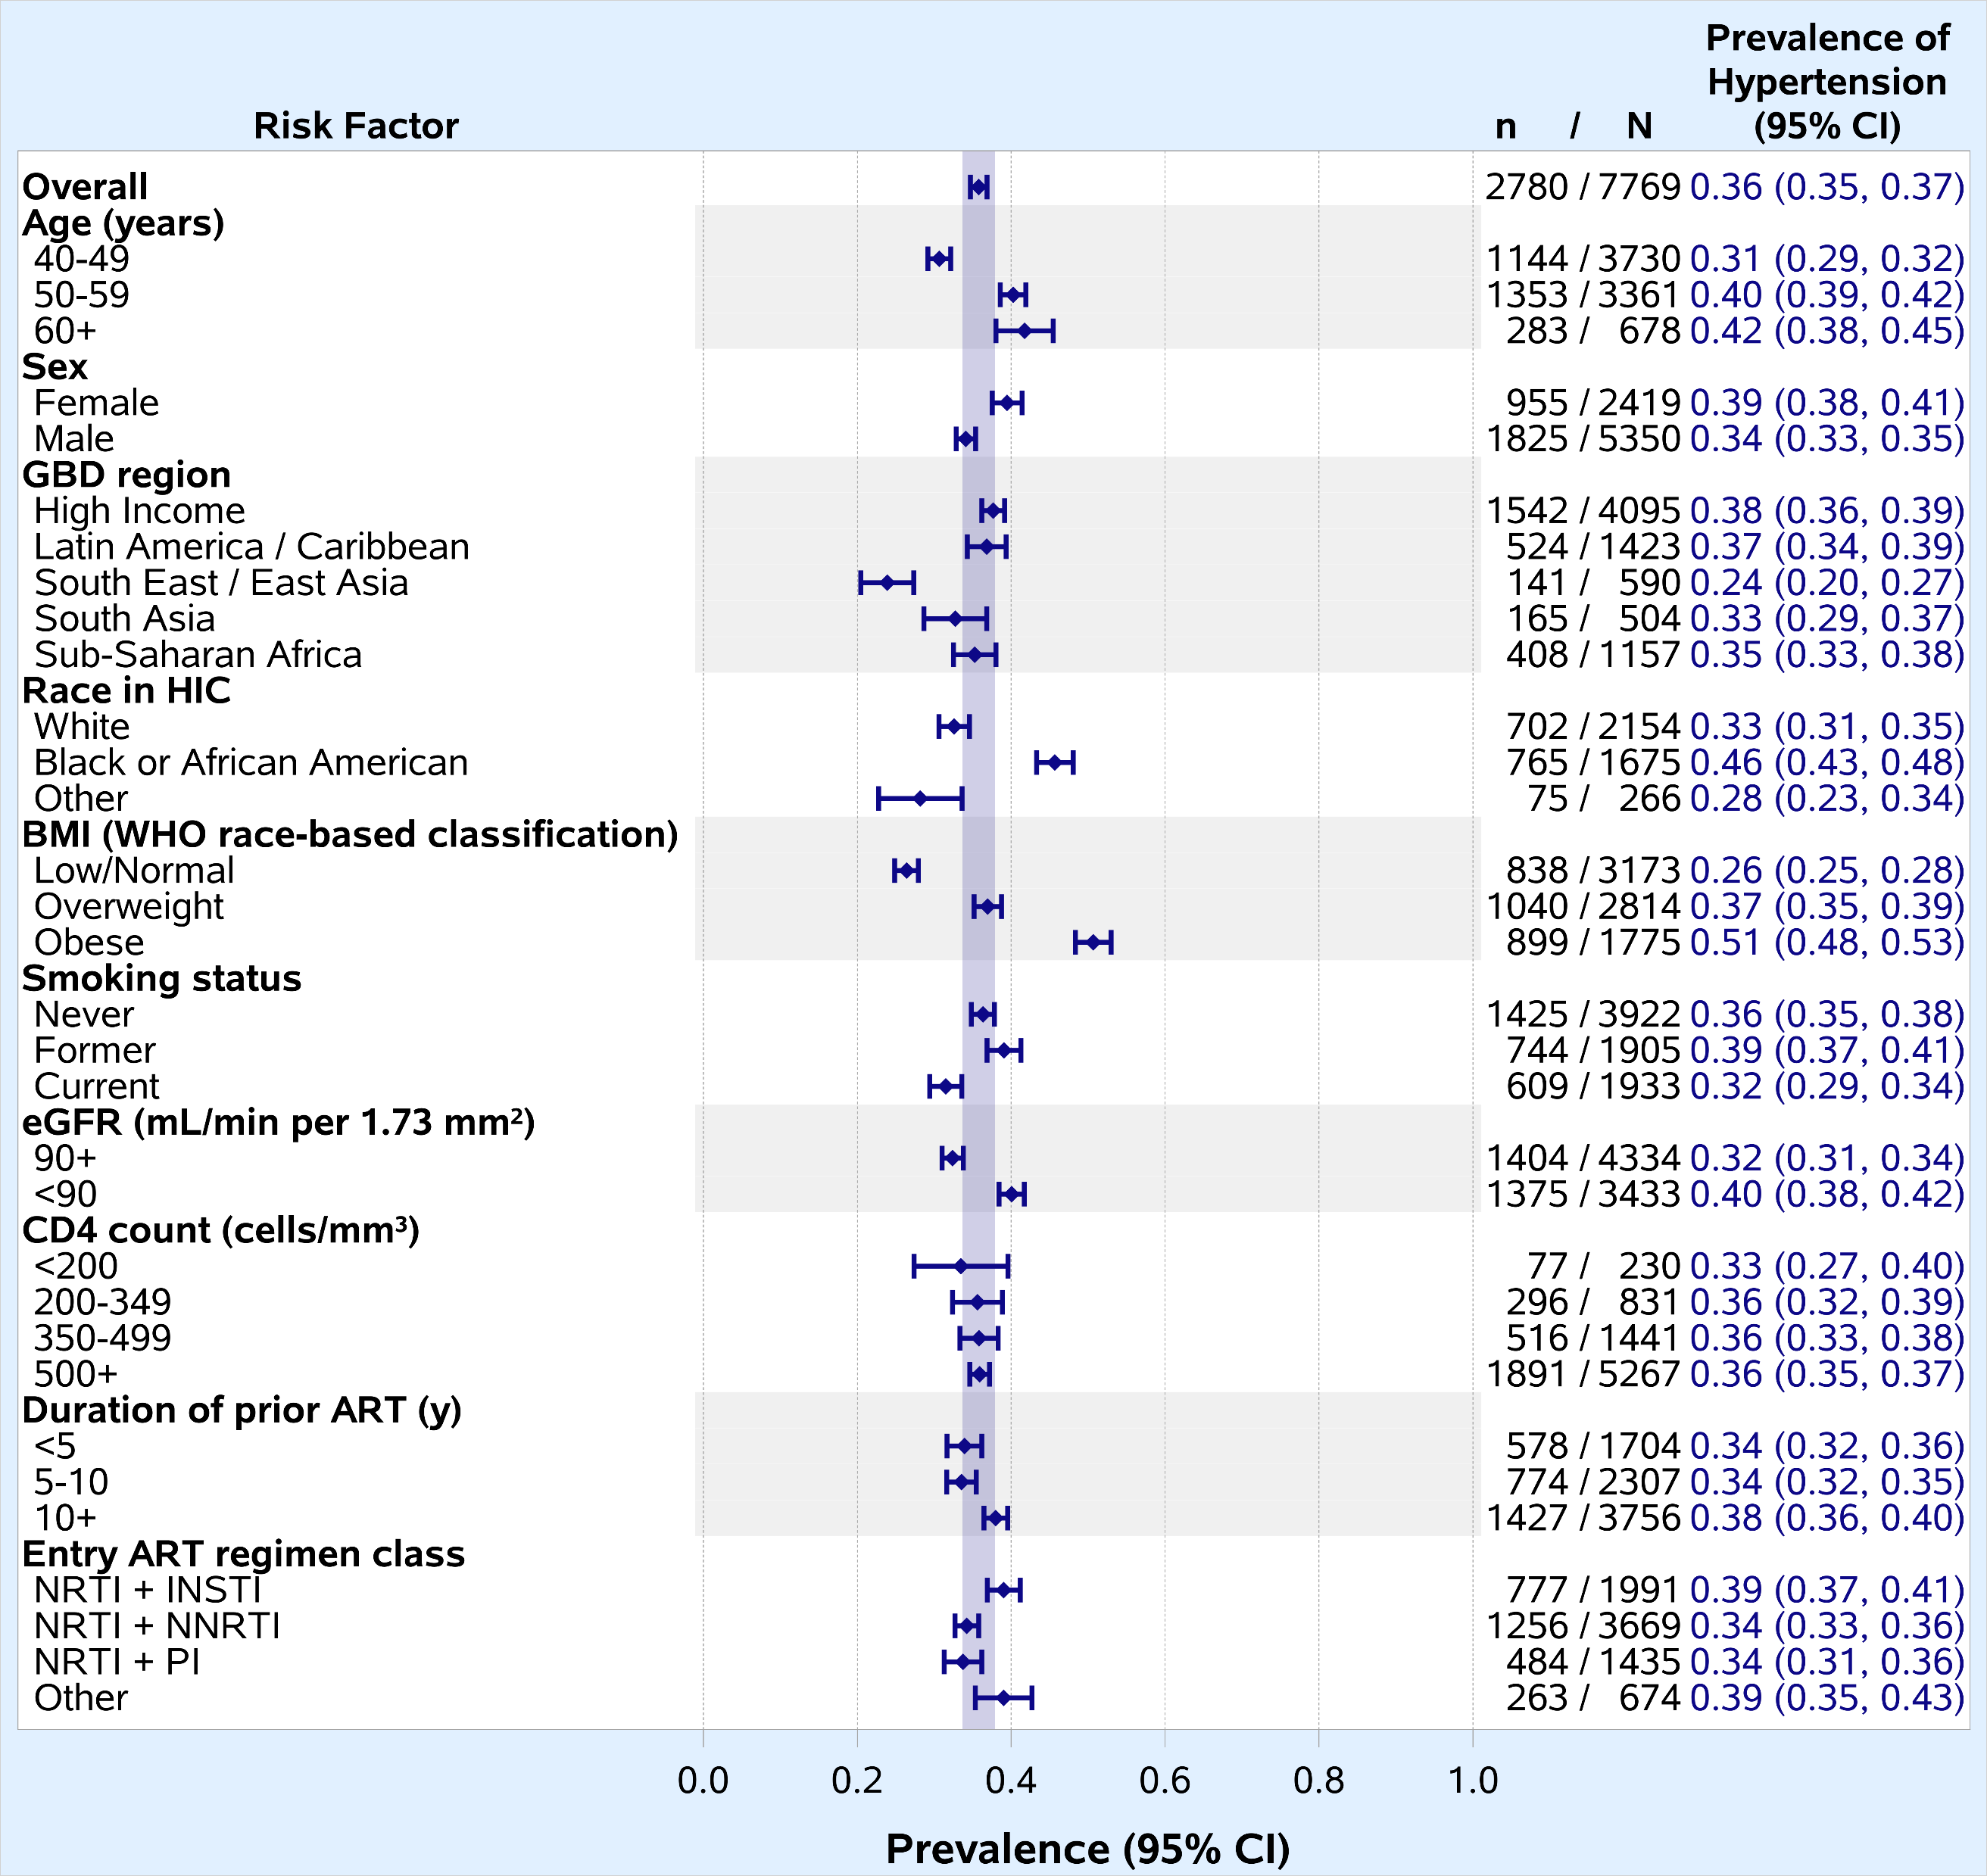 Prevalence of
Hypertension
Risk Factor n / N (95% CI)
Overall 2780 / 7769 0.36 (0.35, 0.37)
Age (years)
40-49 1144 / 3730 0.31 (0.29, 0.32)
50-59 1353 / 3361 0.40 (0.39, 0.42)
60+ 283 / 678 0.42 (0.38, 0.45)
Sex
Female 955 / 2419 0.39 (0.38, 0.41)
Male 1825 / 5350 0.34 (0.33, 0.35)
GBD region
High Income 1542 / 4095 0.38 (0.36, 0.39)
Latin America / Caribbean 524 / 1423 0.37 (0.34, 0.39)
South East / East Asia 141 / 590 0.24 (0.20, 0.27)
South Asia 165 / 504 0.33 (0.29, 0.37)
Sub-Saharan Africa 408 / 1157 0.35 (0.33, 0.38)
Race in HIC
White 702 / 2154 0.33 (0.31, 0.35)
Black or African American 765 / 1675 0.46 (0.43, 0.48)
Other 75 / 266 0.28 (0.23, 0.34)
BMI (WHO race-based classification)
Low/Normal 838 / 3173 0.26 (0.25, 0.28)
Overweight 1040 / 2814 0.37 (0.35, 0.39)
Obese 899 / 1775 0.51 (0.48, 0.53)
Smoking status
Never 1425 / 3922 0.36 (0.35, 0.38)
Former 744 / 1905 0.39 (0.37, 0.41)
Current 609 / 1933 0.32 (0.29, 0.34)
eGFR (mL/min per 1.73 mm²)
90+ 1404 / 4334 0.32 (0.31, 0.34)
<90 1375 / 3433 0.40 (0.38, 0.42)
CD4 count (cells/mm³)
<200 77 / 230 0.33 (0.27, 0.40)
200-349 296 / 831 0.36 (0.32, 0.39)
350-499 516 / 1441 0.36 (0.33, 0.38)
500+ 1891 / 5267 0.36 (0.35, 0.37)
Duration of prior ART (y)
<5 578 / 1704 0.34 (0.32, 0.36)
5-10 774 / 2307 0.34 (0.32, 0.35)
10+ 1427 / 3756 0.38 (0.36, 0.40)
Entry ART regimen class
NRTI + INSTI 777 / 1991 0.39 (0.37, 0.41)
NRTI + NNRTI 1256 / 3669 0.34 (0.33, 0.36)
NRTI + PI 484 / 1435 0.34 (0.31, 0.36)
Other 263 / 674 0.39 (0.35, 0.43)
0.0 0.2 0.4 0.6 0.8 1.0
Prevalence (95% CI)